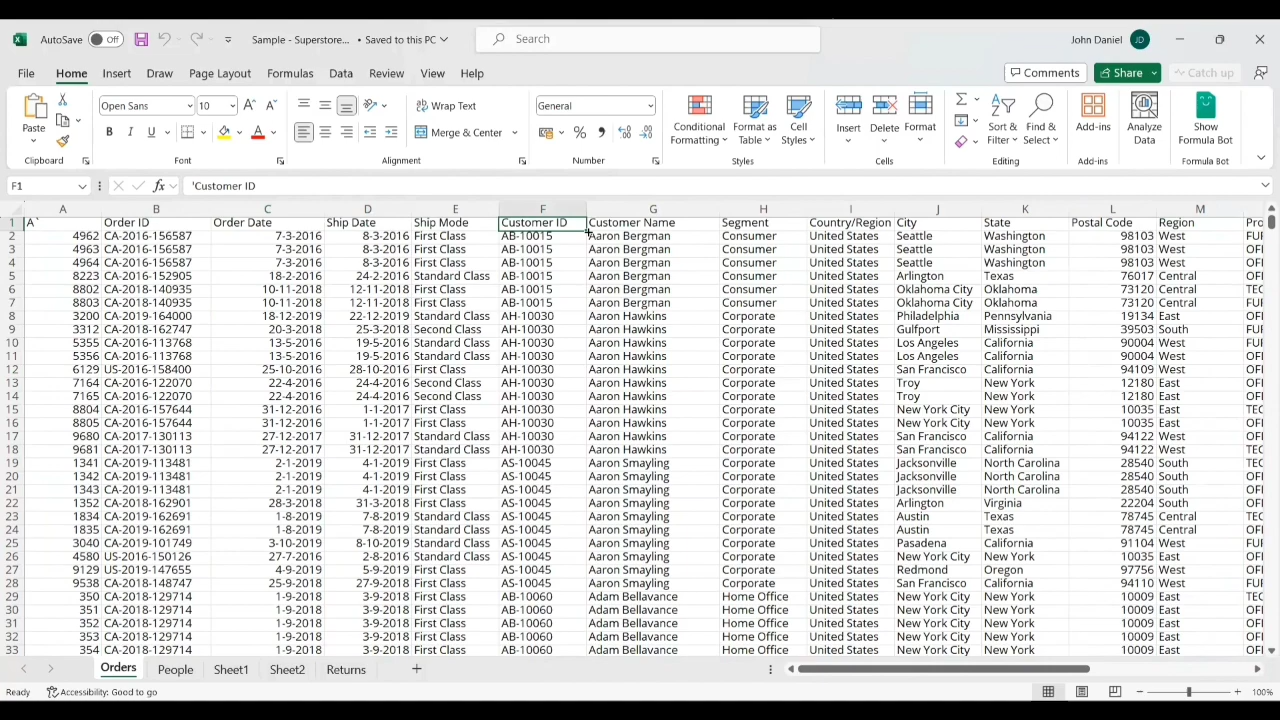 AutoSave Off Sample - Superstore... • Saved to this PC Search John Daniel JD
File Home Insert Draw Page Layout Formulas Data Review View Help Comments Share Catch up
Paste Open Sans 10 A A Wrap Text General Conditional Formatting Format as Table Cell Styles Insert Delete Format Sort & Filter Find & Select Add-ins Analyze Data Show Formula Bot
B I U A Merge & Center % ,
Clipboard Font Alignment Number Styles Cells Editing Add-ins Formula Bot
F1 fx 'Customer ID
A B C D E F G H I J K L M
1 A` Order ID Order Date Ship Date Ship Mode Customer ID Customer Name Segment Country/Region City State Postal Code Region Pro
2 4962 CA-2016-156587 7-3-2016 8-3-2016 First Class AB-10015 Aaron Bergman Consumer United States Seattle Washington 98103 West FUR
3 4963 CA-2016-156587 7-3-2016 8-3-2016 First Class AB-10015 Aaron Bergman Consumer United States Seattle Washington 98103 West OFI
4 4964 CA-2016-156587 7-3-2016 8-3-2016 First Class AB-10015 Aaron Bergman Consumer United States Seattle Washington 98103 West OFI
5 8223 CA-2016-152905 18-2-2016 24-2-2016 Standard Class AB-10015 Aaron Bergman Consumer United States Arlington Texas 76017 Central OFI
6 8802 CA-2018-140935 10-11-2018 12-11-2018 First Class AB-10015 Aaron Bergman Consumer United States Oklahoma City Oklahoma 73120 Central TEC
7 8803 CA-2018-140935 10-11-2018 12-11-2018 First Class AB-10015 Aaron Bergman Consumer United States Oklahoma City Oklahoma 73120 Central FUR
8 3200 CA-2019-164000 18-12-2019 22-12-2019 Standard Class AH-10030 Aaron Hawkins Corporate United States Philadelphia Pennsylvania 19134 East OFI
9 3312 CA-2018-162747 20-3-2018 25-3-2018 Second Class AH-10030 Aaron Hawkins Corporate United States Gulfport Mississippi 39503 South FUR
10 5355 CA-2016-113768 13-5-2016 19-5-2016 Standard Class AH-10030 Aaron Hawkins Corporate United States Los Angeles California 90004 West OFI
11 5356 CA-2016-113768 13-5-2016 19-5-2016 Standard Class AH-10030 Aaron Hawkins Corporate United States Los Angeles California 90004 West OFI
12 6129 US-2016-158400 25-10-2016 28-10-2016 First Class AH-10030 Aaron Hawkins Corporate United States San Francisco California 94109 West OFI
13 7164 CA-2016-122070 22-4-2016 24-4-2016 Second Class AH-10030 Aaron Hawkins Corporate United States Troy New York 12180 East OFI
14 7165 CA-2016-122070 22-4-2016 24-4-2016 Second Class AH-10030 Aaron Hawkins Corporate United States Troy New York 12180 East OFI
15 8804 CA-2016-157644 31-12-2016 1-1-2017 First Class AH-10030 Aaron Hawkins Corporate United States New York City New York 10035 East TEC
16 8805 CA-2016-157644 31-12-2016 1-1-2017 First Class AH-10030 Aaron Hawkins Corporate United States New York City New York 10035 East OFI
17 9680 CA-2017-130113 27-12-2017 31-12-2017 Standard Class AH-10030 Aaron Hawkins Corporate United States San Francisco California 94122 West OFI
18 9681 CA-2017-130113 27-12-2017 31-12-2017 Standard Class AH-10030 Aaron Hawkins Corporate United States San Francisco California 94122 West FUR
19 1341 CA-2019-113481 2-1-2019 4-1-2019 First Class AS-10045 Aaron Smayling Corporate United States Jacksonville North Carolina 28540 South TEC
20 1342 CA-2019-113481 2-1-2019 4-1-2019 First Class AS-10045 Aaron Smayling Corporate United States Jacksonville North Carolina 28540 South OFI
21 1343 CA-2019-113481 2-1-2019 4-1-2019 First Class AS-10045 Aaron Smayling Corporate United States Jacksonville North Carolina 28540 South OFI
22 1352 CA-2018-162901 28-3-2018 31-3-2018 First Class AS-10045 Aaron Smayling Corporate United States Arlington Virginia 22204 South OFI
23 1834 CA-2019-162691 1-8-2019 7-8-2019 Standard Class AS-10045 Aaron Smayling Corporate United States Austin Texas 78745 Central TEC
24 1835 CA-2019-162691 1-8-2019 7-8-2019 Standard Class AS-10045 Aaron Smayling Corporate United States Austin Texas 78745 Central OFI
25 3040 CA-2019-101749 3-10-2019 8-10-2019 Standard Class AS-10045 Aaron Smayling Corporate United States Pasadena California 91104 West FUR
26 4580 US-2016-150126 27-7-2016 2-8-2016 Standard Class AS-10045 Aaron Smayling Corporate United States New York City New York 10035 East OFI
27 9129 US-2019-147655 4-9-2019 5-9-2019 First Class AS-10045 Aaron Smayling Corporate United States Redmond Oregon 97756 West OFI
28 9538 CA-2018-148747 25-9-2018 27-9-2018 First Class AS-10045 Aaron Smayling Corporate United States San Francisco California 94110 West FUR
29 350 CA-2018-129714 1-9-2018 3-9-2018 First Class AB-10060 Adam Bellavance Home Office United States New York City New York 10009 East TEC
30 351 CA-2018-129714 1-9-2018 3-9-2018 First Class AB-10060 Adam Bellavance Home Office United States New York City New York 10009 East OFI
31 352 CA-2018-129714 1-9-2018 3-9-2018 First Class AB-10060 Adam Bellavance Home Office United States New York City New York 10009 East OFI
32 353 CA-2018-129714 1-9-2018 3-9-2018 First Class AB-10060 Adam Bellavance Home Office United States New York City New York 10009 East TEC
33 354 CA-2018-129714 1-9-2018 3-9-2018 First Class AB-10060 Adam Bellavance Home Office United States New York City New York 10009 East OFI
Orders People Sheet1 Sheet2 Returns
Ready Accessibility: Good to go 100%